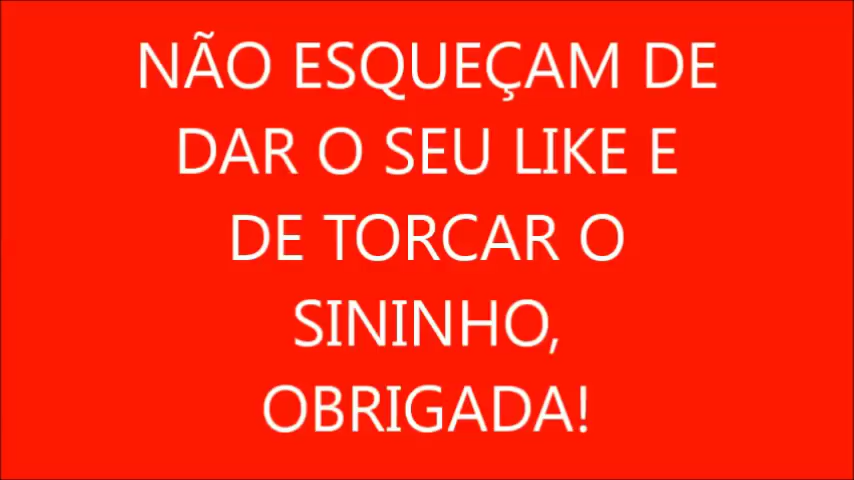 NÃO ESQUEÇAM DE
DAR O SEU LIKE E
DE TORCAR O
SININHO,
OBRIGADA!